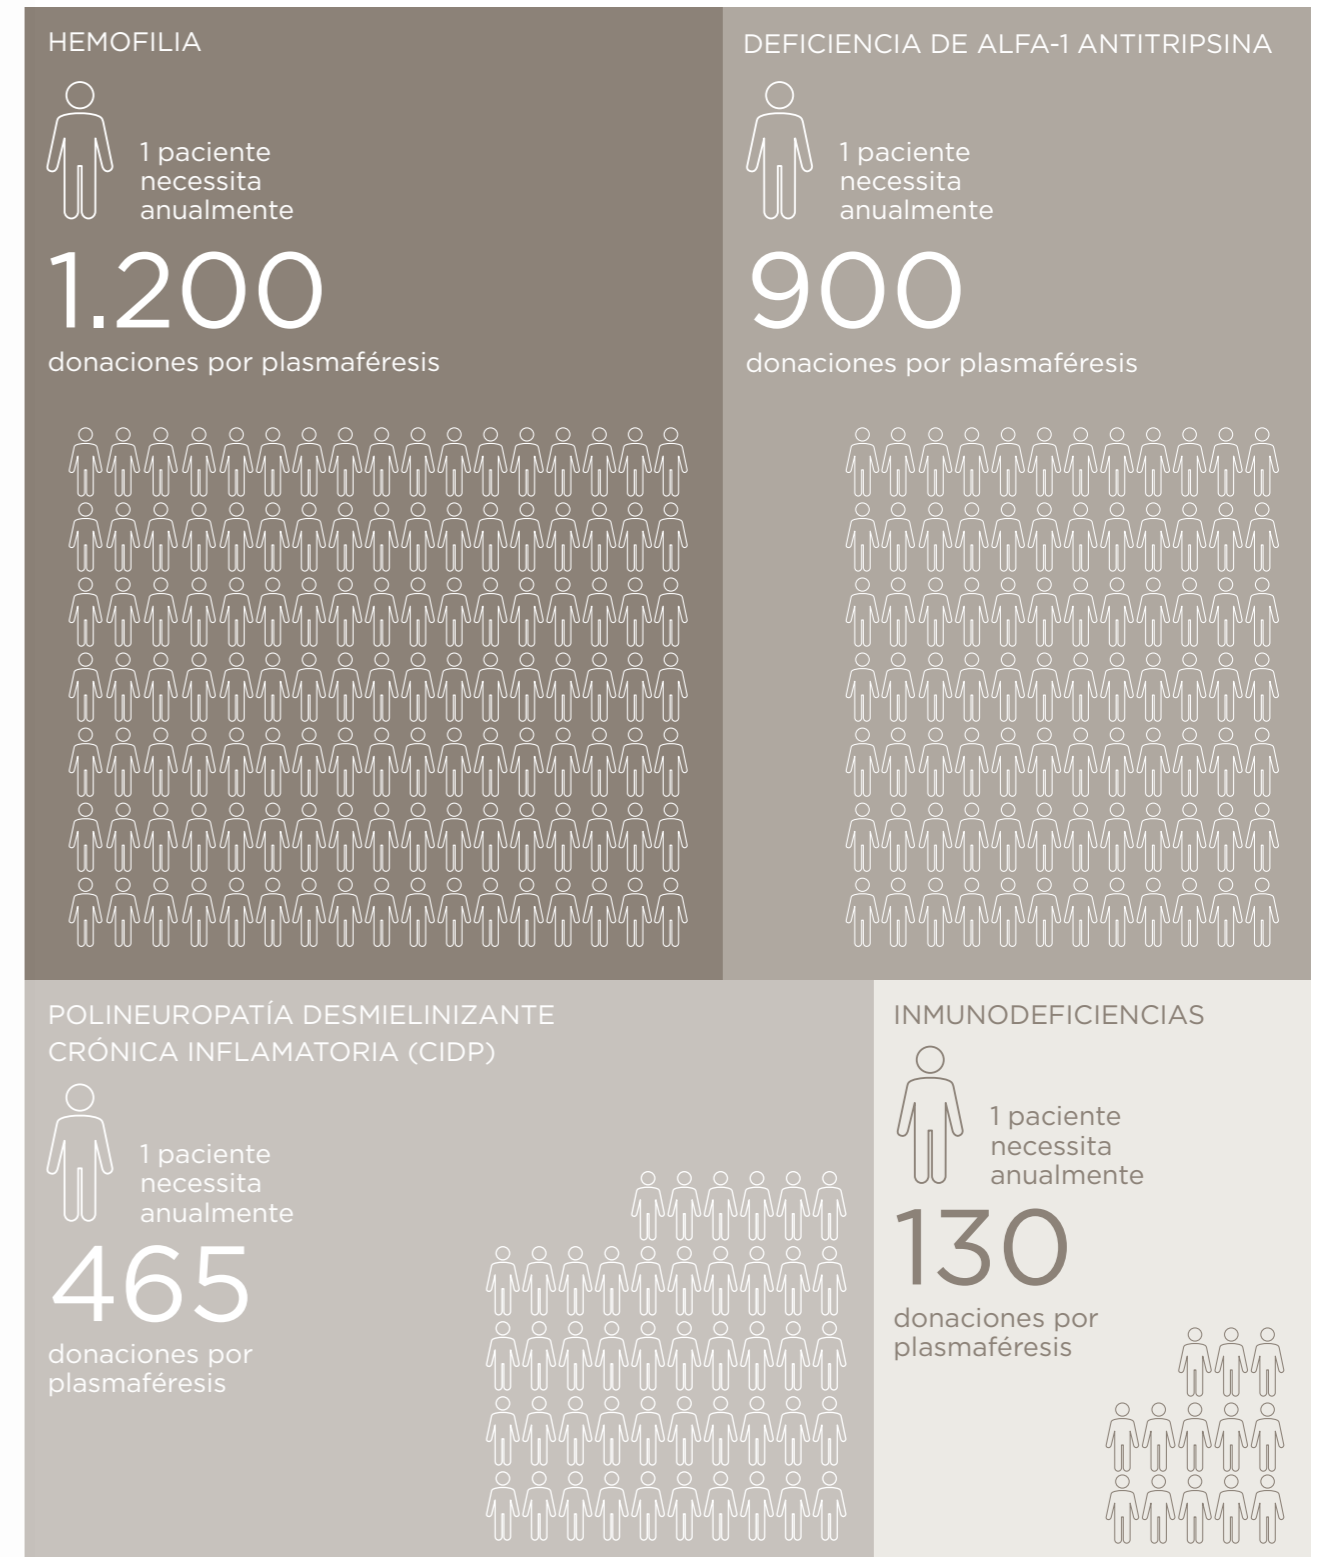 HEMOFILIA
1 paciente
necessita
anualmente
1.200
donaciones por plasmaféresis
DEFICIENCIA DE ALFA-1 ANTITRIPSINA
1 paciente
necessita
anualmente
900
donaciones por plasmaféresis
POLINEUROPATÍA DESMIELINIZANTE
CRÓNICA INFLAMATORIA (CIDP)
1 paciente
necessita
anualmente
465
donaciones por
plasmaféresis
INMUNODEFICIENCIAS
1 paciente
necessita
anualmente
130
donaciones por
plasmaféresis